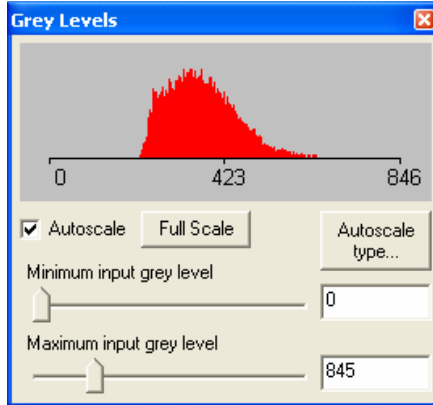 Grey Levels
0 423 846
Autoscale Full Scale Autoscale type...
Minimum input grey level
0
Maximum input grey level
845